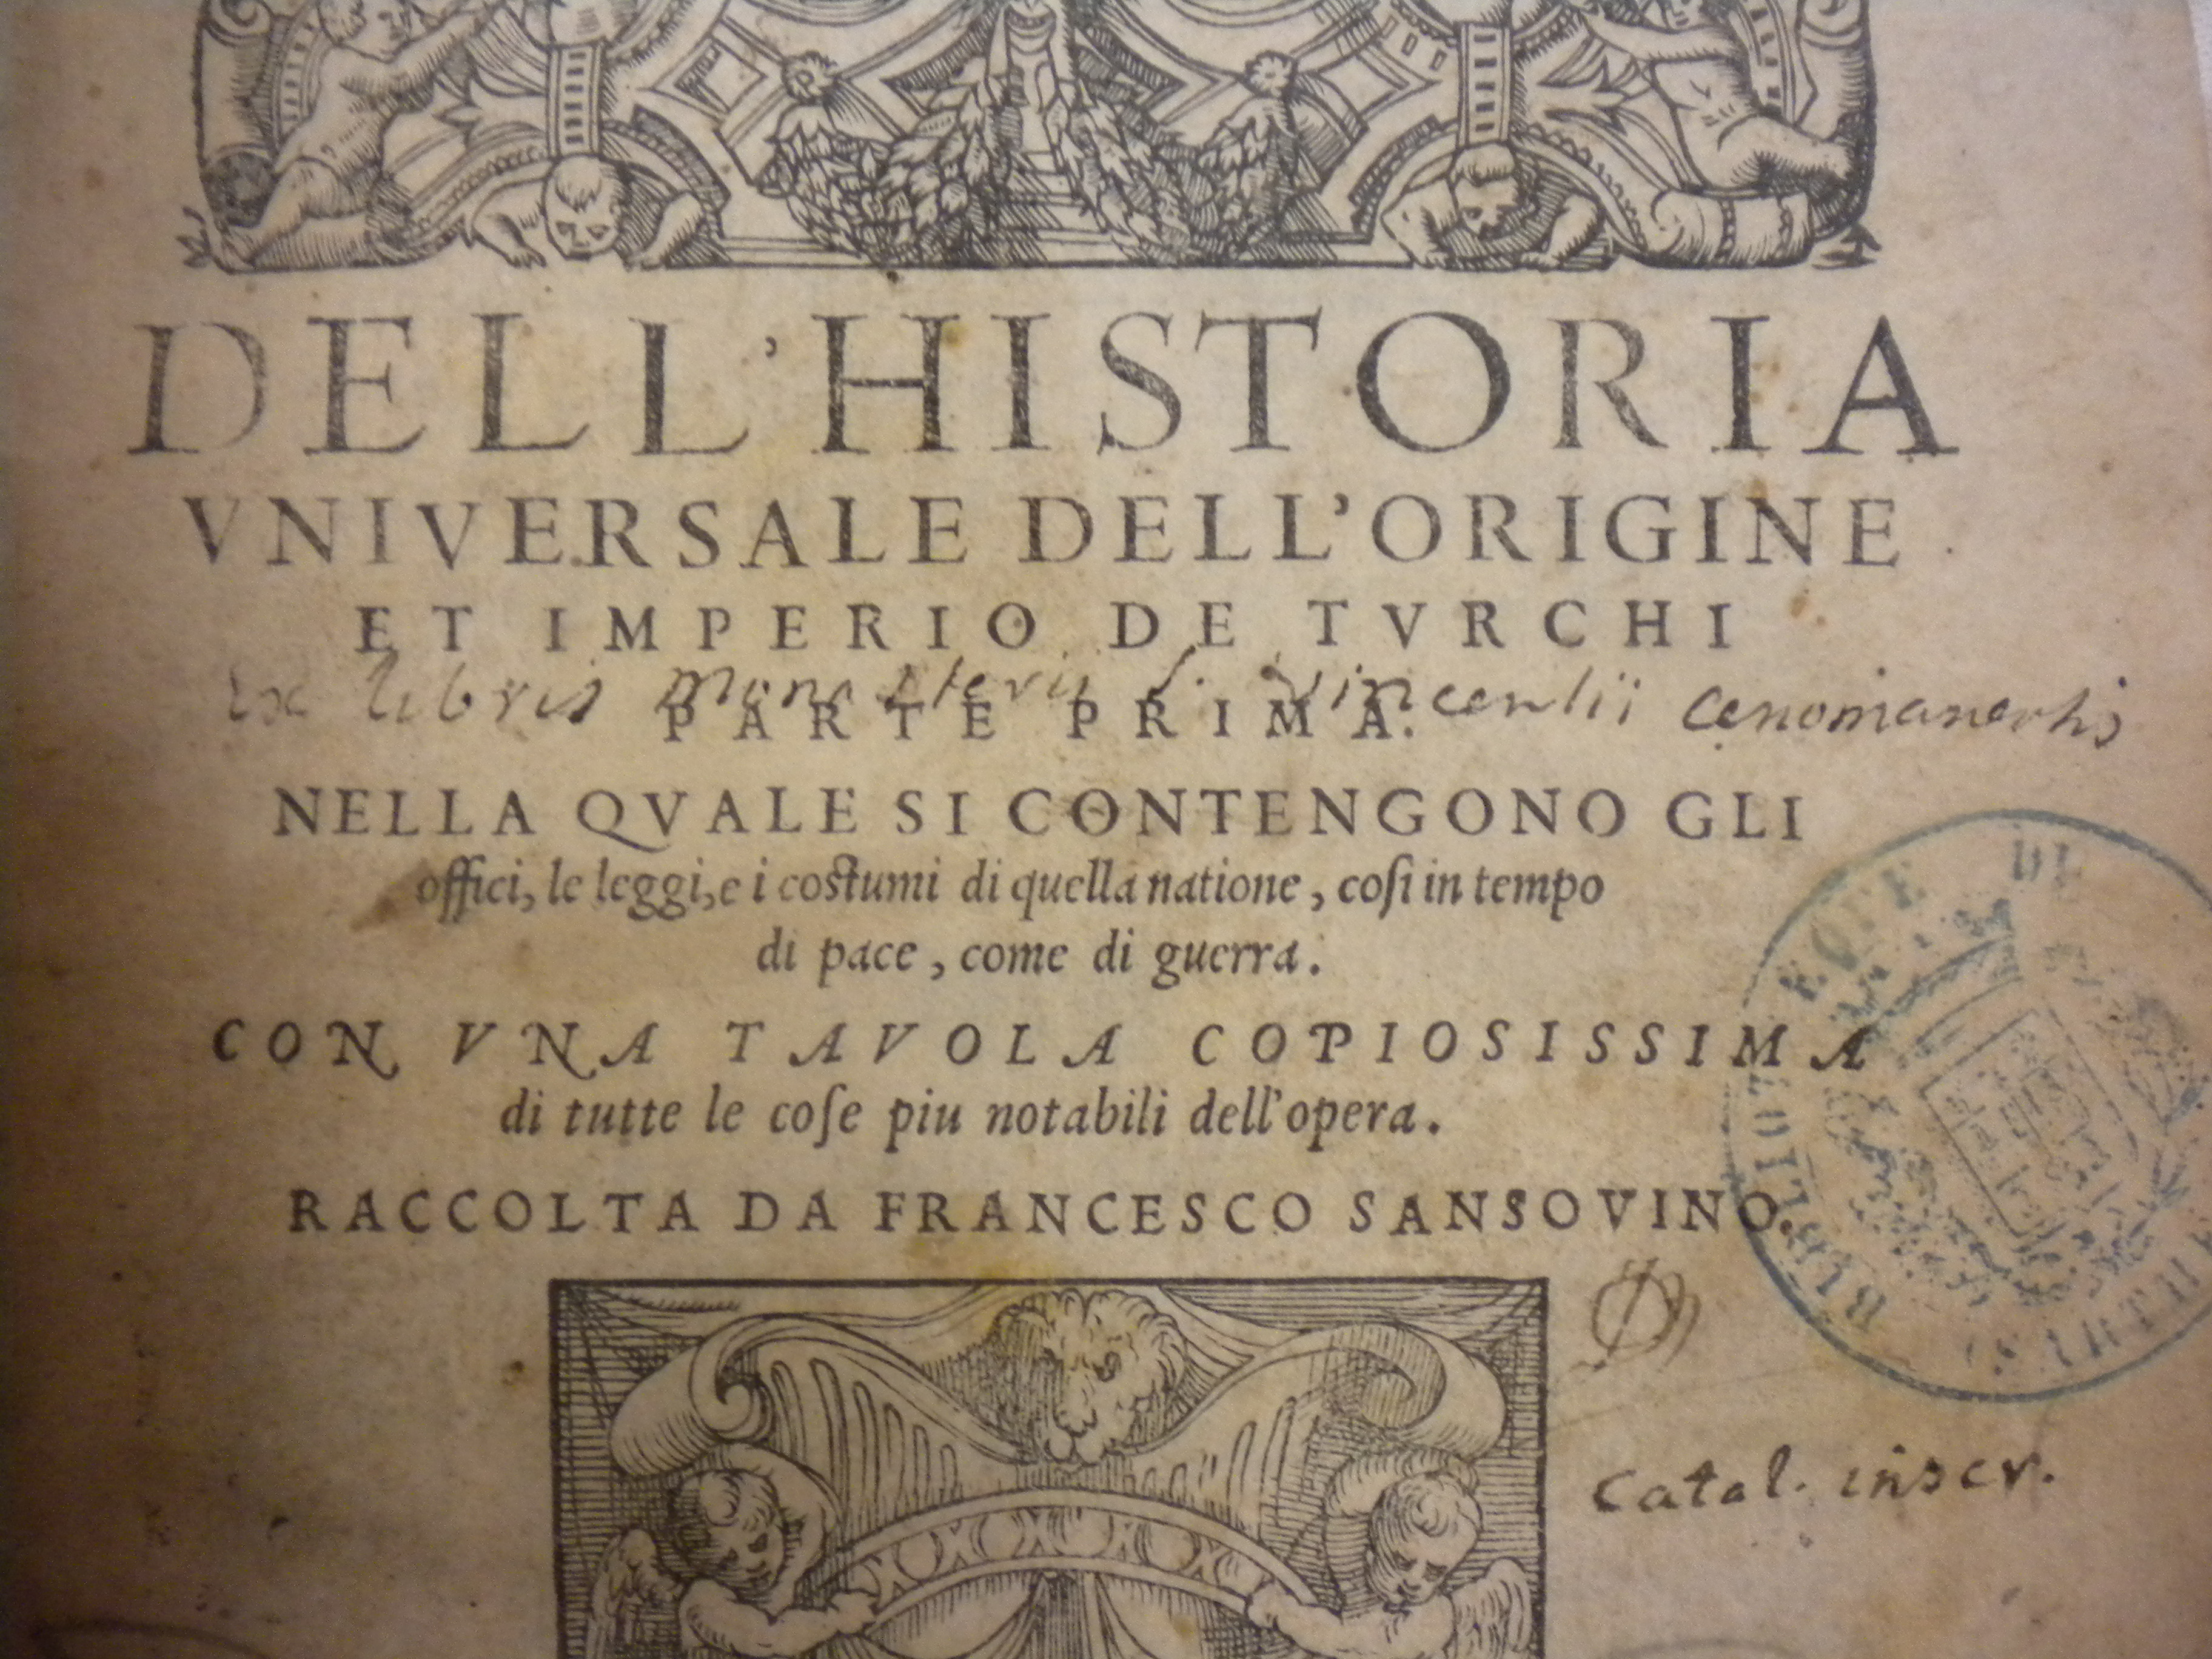 DELL'HISTORIA
VNIVERSALE DELL'ORIGINE
ET IMPERIO DE TVRCHI
Ex libris monasterii S. Vincentii Cenomanensis
PARTE PRIMA.
NELLA QVALE SI CONTENGONO GLI
offici, le leggi, e i costumi di quella natione, coſi in tempo
di pace, come di guerra.
CON VNA TAVOLA COPIOSISSIMA
di tutte le coſe piu notabili dell'opera.
RACCOLTA DA FRANCESCO SANSOVINO.
Catal. inscr.